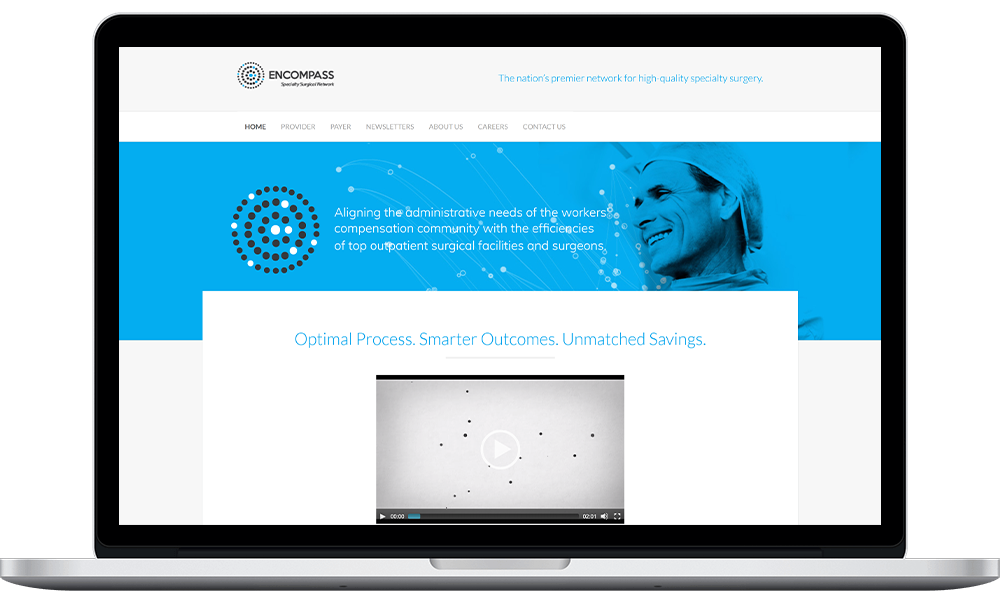 ENCOMPASS
Specialty Surgical Network
The nation's premier network for high-quality specialty surgery.
HOME PROVIDER PAYER NEWSLETTERS ABOUT US CAREERS CONTACT US
Aligning the administrative needs of the workers'
compensation community with the efficiencies
of top outpatient surgical facilities and surgeons.
Optimal Process. Smarter Outcomes. Unmatched Savings.
00:00 02:01